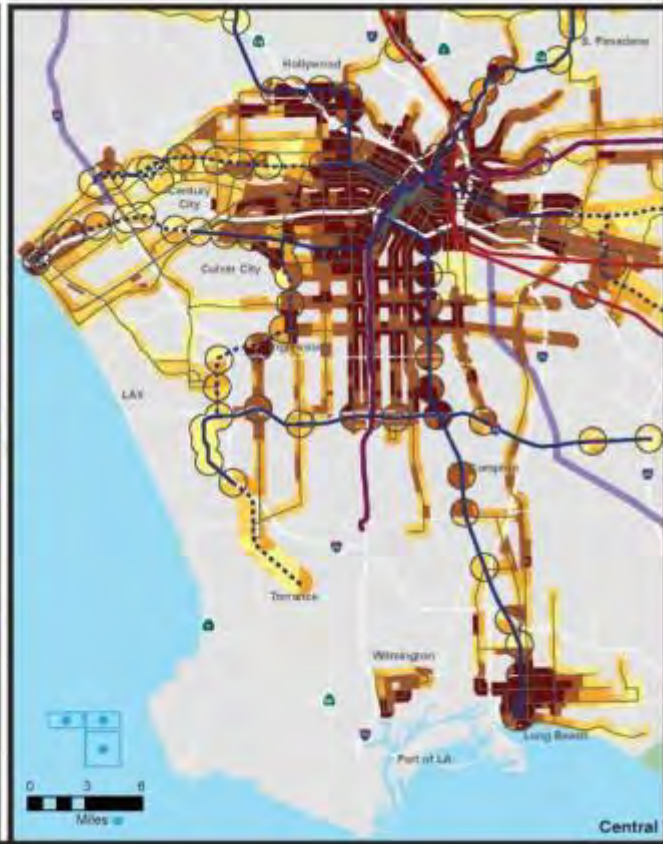 S. Pasadena
Hollywood
Century
City
Culver City
LAX
Compton
Torrance
Wilmington
Long Beach
Port of LA
0 3 6
Miles
Central